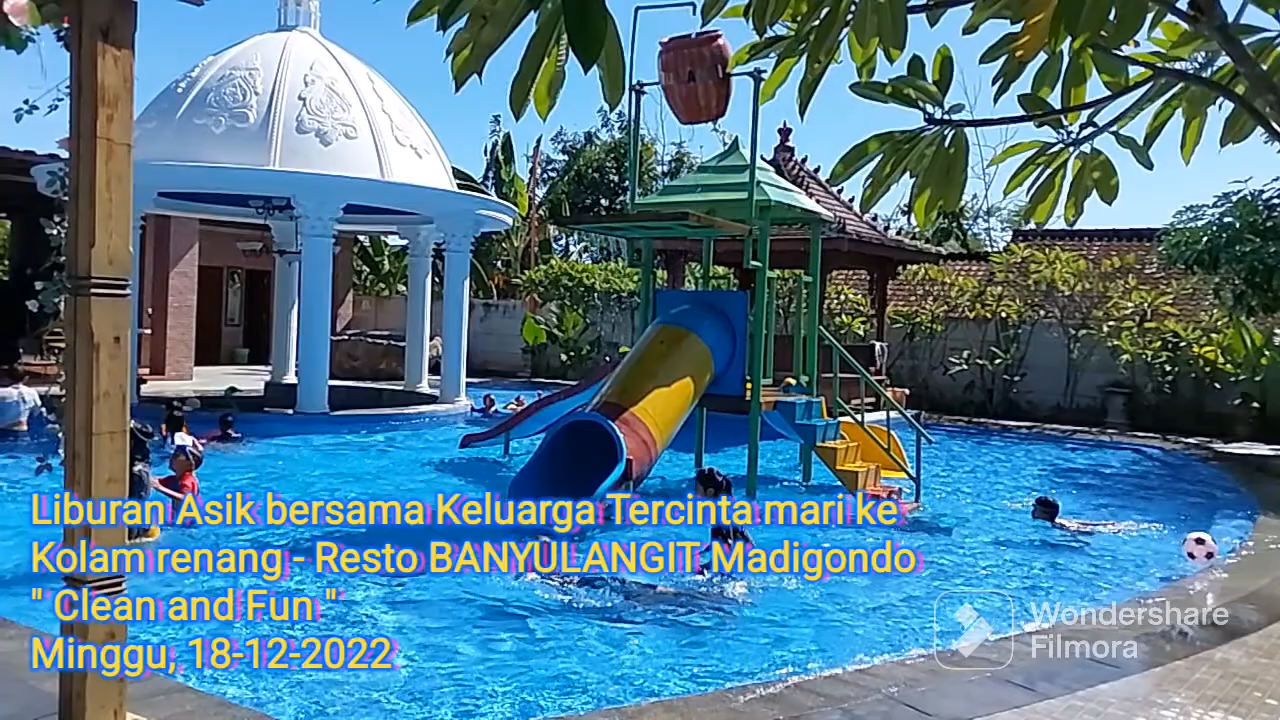 Liburan Asik bersama Keluarga Tercinta mari ke
Kolam renang - Resto BANYULANGIT Madigondo
" Clean and Fun "
Minggu, 18-12-2022
Wondershare
Filmora